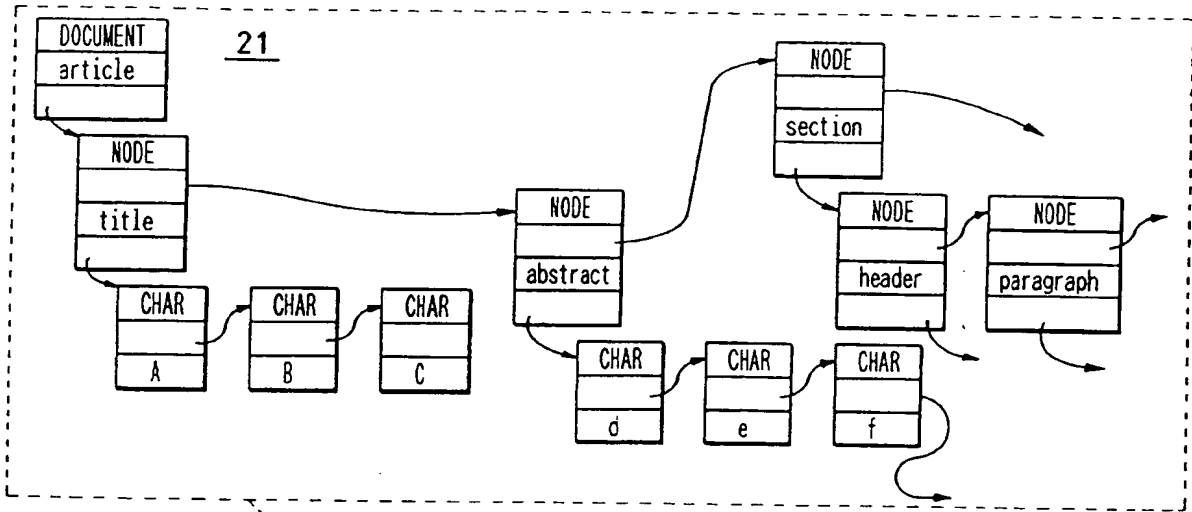 DOCUMENT
article
21
NODE
title
CHAR
A
CHAR
B
CHAR
C
NODE
abstract
CHAR
d
CHAR
e
CHAR
f
NODE
section
NODE
header
NODE
paragraph